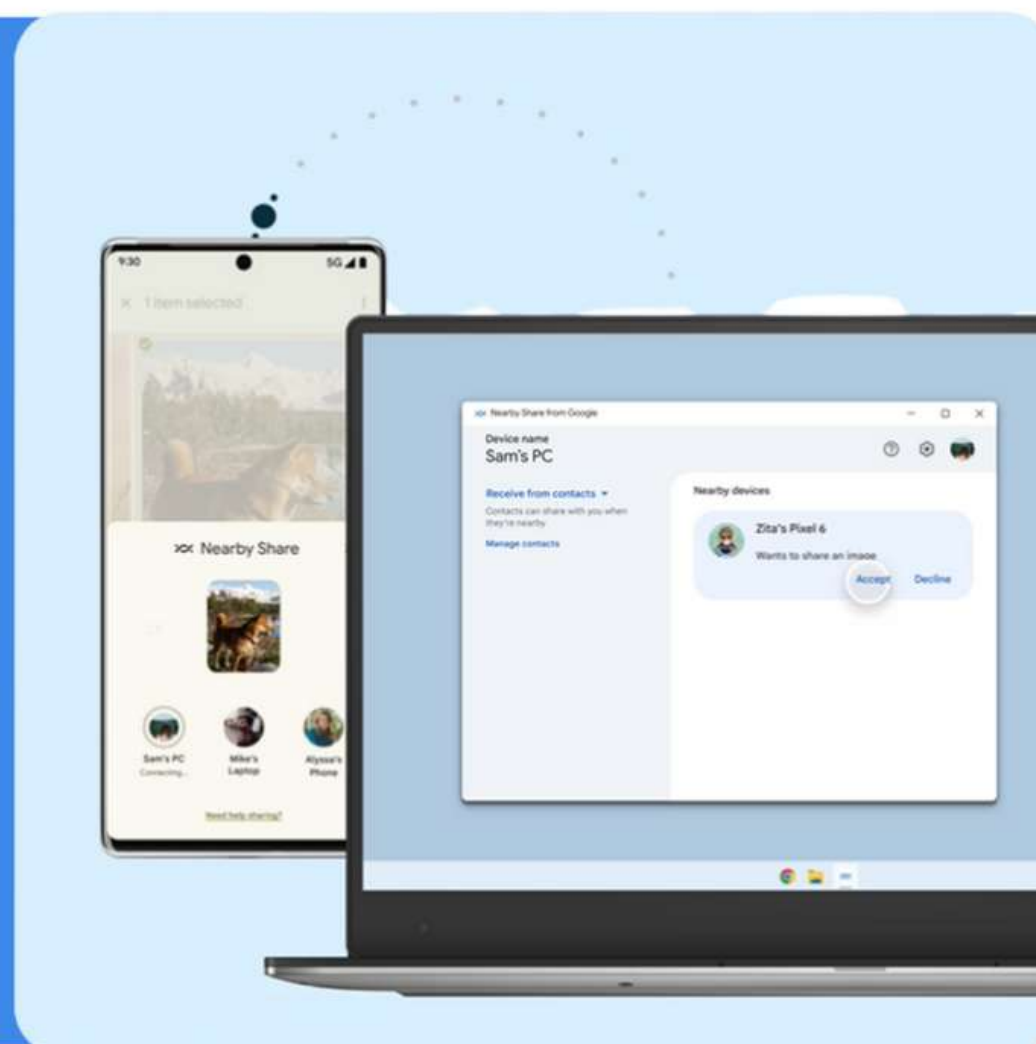 9:30
5G
1 item selected
Nearby Share
Sam's PC
Connecting...
Mike's
Laptop
Alyssa's
Phone
Need help sharing?
Nearby Share from Google
Device name
Sam's PC
Receive from contacts
Contacts can share with you when
they're nearby
Manage contacts
Nearby devices
Zita's Pixel 6
Wants to share an image
Accept
Decline